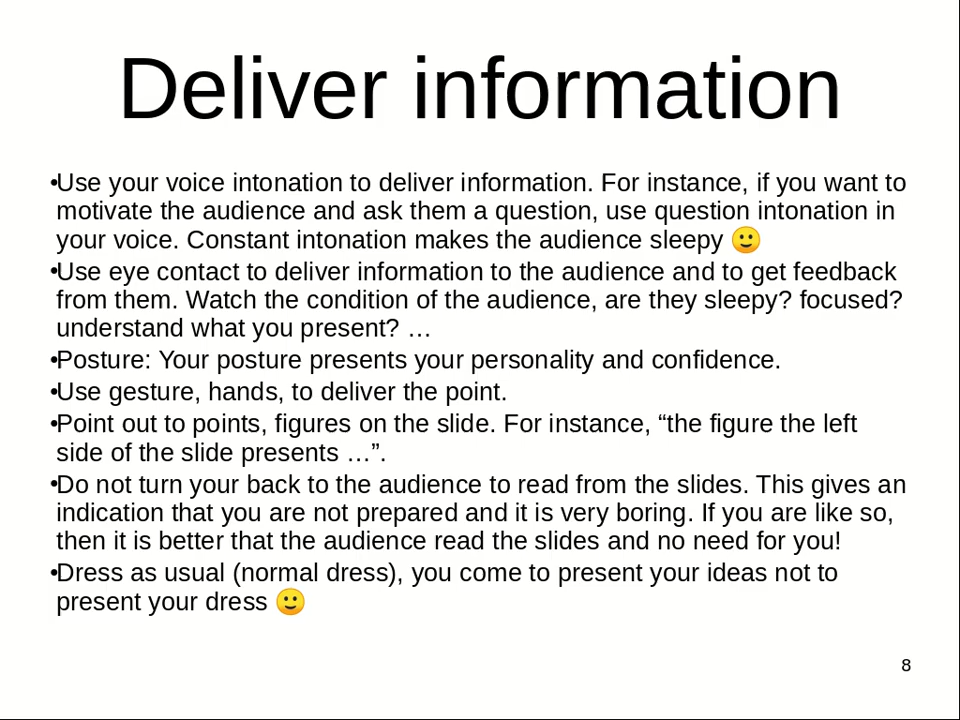 Deliver information
•Use your voice intonation to deliver information. For instance, if you want to
motivate the audience and ask them a question, use question intonation in
your voice. Constant intonation makes the audience sleepy 🙂
•Use eye contact to deliver information to the audience and to get feedback
from them. Watch the condition of the audience, are they sleepy? focused?
understand what you present? …
•Posture: Your posture presents your personality and confidence.
•Use gesture, hands, to deliver the point.
•Point out to points, figures on the slide. For instance, “the figure the left
side of the slide presents …”.
•Do not turn your back to the audience to read from the slides. This gives an
indication that you are not prepared and it is very boring. If you are like so,
then it is better that the audience read the slides and no need for you!
•Dress as usual (normal dress), you come to present your ideas not to
present your dress 🙂
8